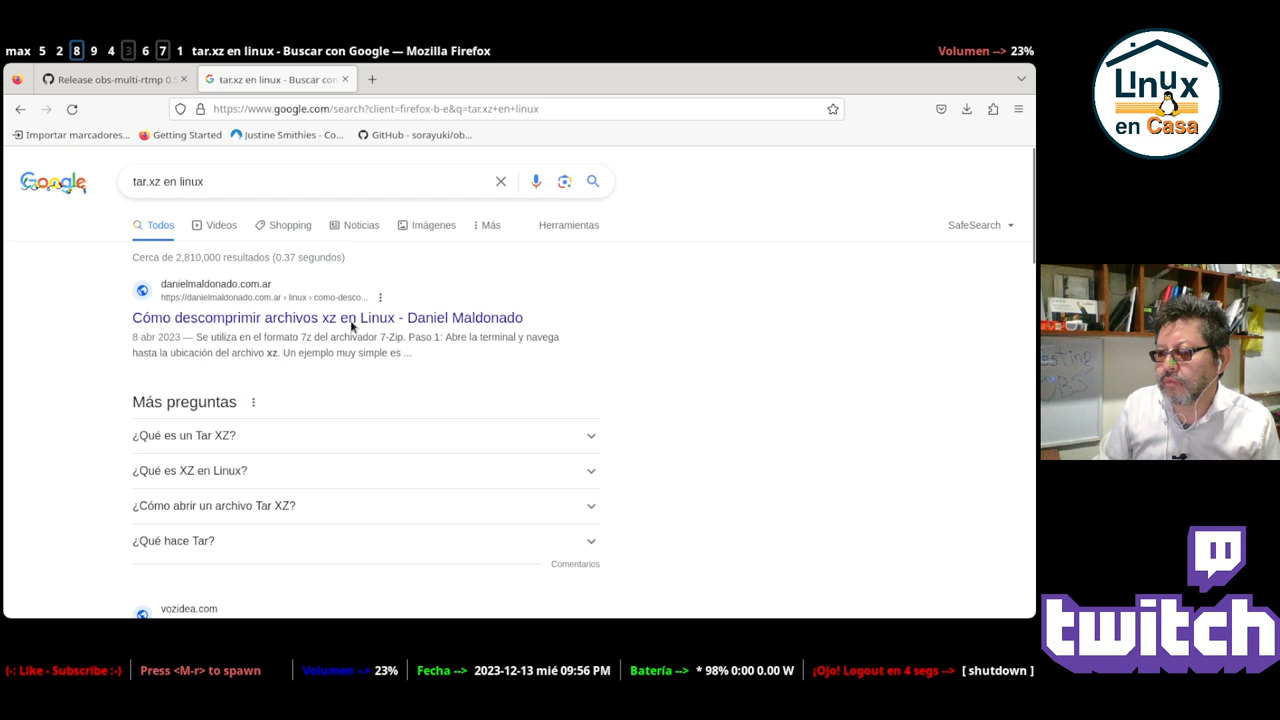 max 5 2 8 9 4 3 6 7 1 tar.xz en linux - Buscar con Google — Mozilla Firefox
Volumen --> 23%
Linux
en Casa
Release obs-multi-rtmp 0.
tar.xz en linux - Buscar con
https://www.google.com/search?client=firefox-b-e&q=tar.xz+en+linux
Importar marcadores...
Getting Started
Justine Smithies - Co...
GitHub - sorayuki/ob...
Google
tar.xz en linux
Todos
Videos
Shopping
Noticias
Imágenes
Más
Herramientas
SafeSearch
Cerca de 2,810,000 resultados (0.37 segundos)
danielmaldonado.com.ar
https://danielmaldonado.com.ar › linux › como-desco...
Cómo descomprimir archivos xz en Linux - Daniel Maldonado
8 abr 2023 — Se utiliza en el formato 7z del archivador 7-Zip. Paso 1: Abre la terminal y navega
hasta la ubicación del archivo xz. Un ejemplo muy simple es ...
Más preguntas
¿Qué es un Tar XZ?
¿Qué es XZ en Linux?
¿Cómo abrir un archivo Tar XZ?
¿Qué hace Tar?
Comentarios
vozidea.com
esting
OBS
twitch
(-: Like - Subscribe :-)
Press <M-r> to spawn
Volumen --> 23%
Fecha --> 2023-12-13 mié 09:56 PM
Batería --> * 98% 0:00 0.00 W
¡Ojo! Logout en 4 segs --> [ shutdown ]